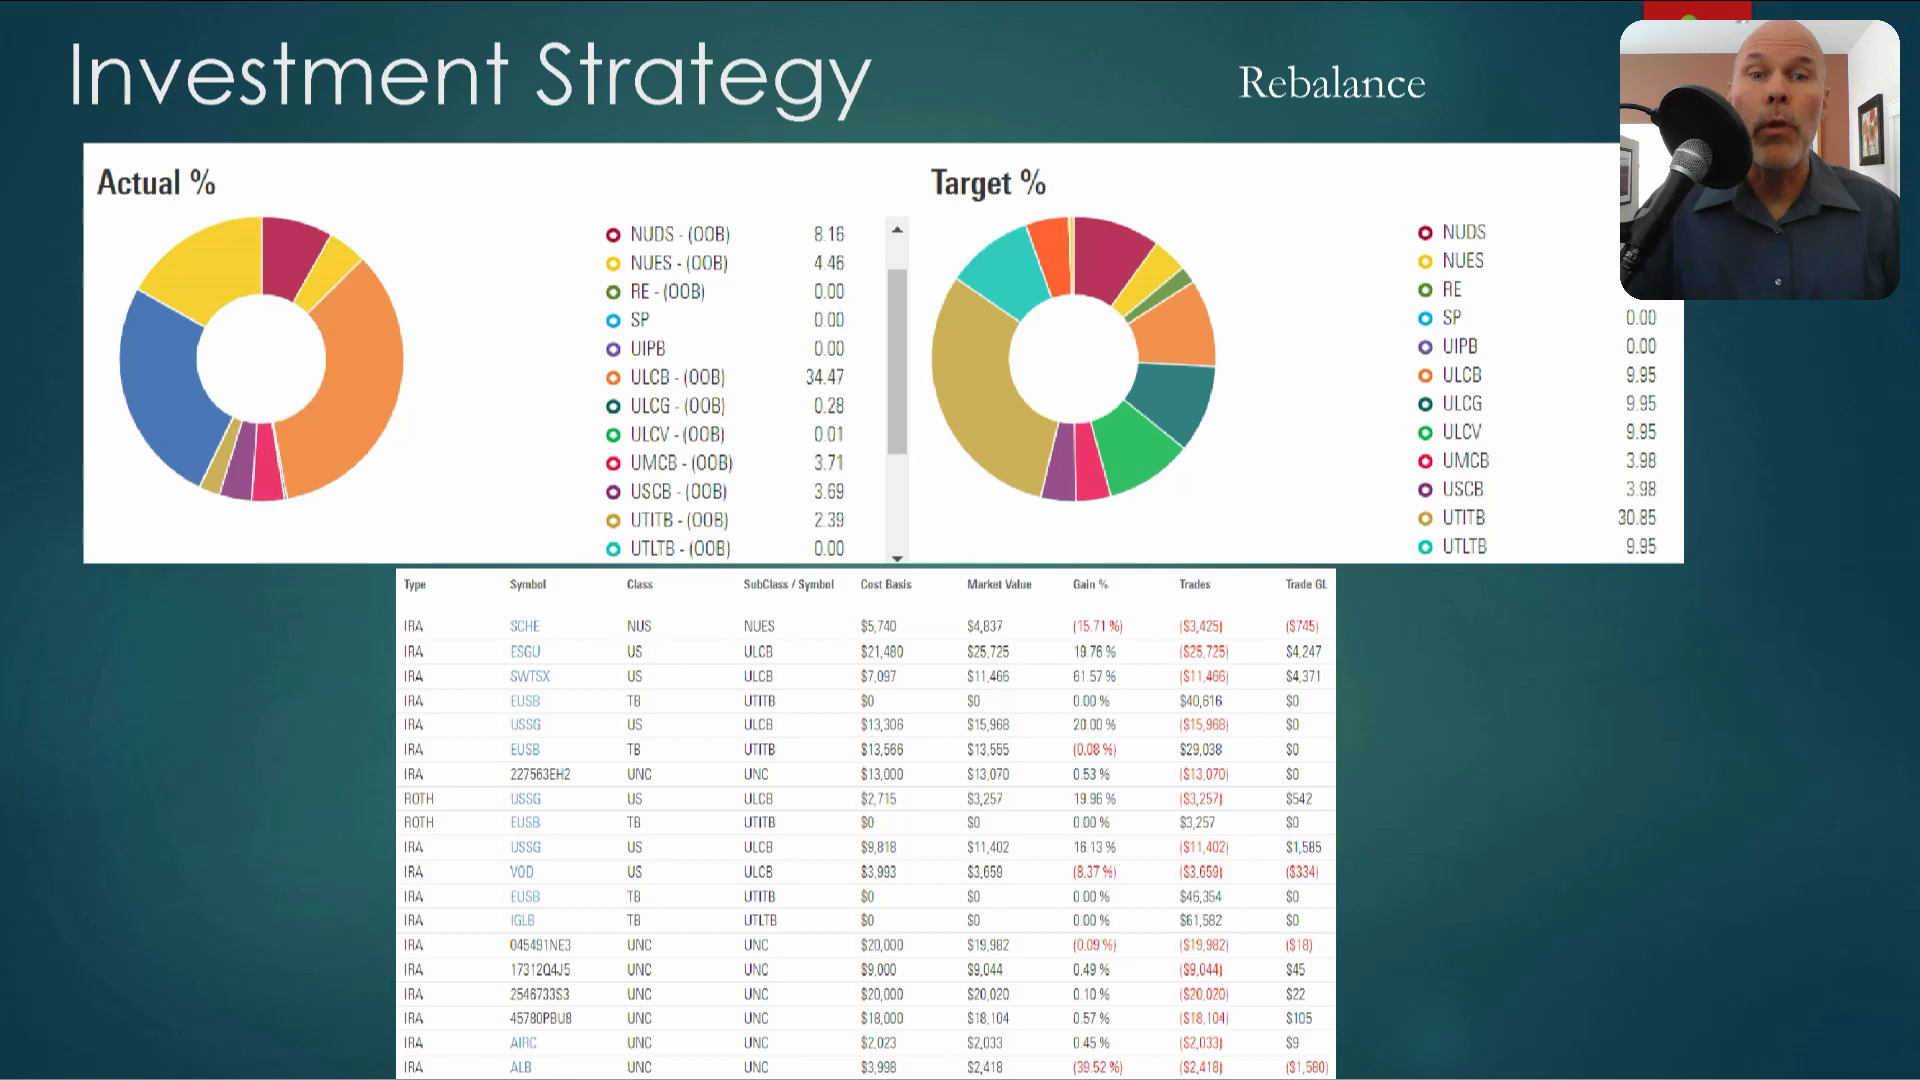 Investment Strategy
Rebalance
Actual %
NUDS - (OOB) 8.16
NUES - (OOB) 4.46
RE - (OOB) 0.00
SP 0.00
UIPB 0.00
ULCB - (OOB) 34.47
ULCG - (OOB) 0.28
ULCV - (OOB) 0.01
UMCB - (OOB) 3.71
USCB - (OOB) 3.69
UTITB - (OOB) 2.39
UTLTB - (OOB) 0.00
Target %
NUDS
NUES
RE
SP 0.00
UIPB 0.00
ULCB 9.95
ULCG 9.95
ULCV 9.95
UMCB 3.98
USCB 3.98
UTITB 30.85
UTLTB 9.95
Type Symbol Class SubClass / Symbol Cost Basis Market Value Gain % Trades Trade GL
IRA SCHE NUS NUES $5,740 $4,837 (15.71 %) ($3,425) ($745)
IRA ESGU US ULCB $21,480 $25,725 19.76 % ($25,725) $4,247
IRA SWTSX US ULCB $7,097 $11,466 61.57 % ($11,466) $4,371
IRA EUSB TB UTITB $0 $0 0.00 % $40,616 $0
IRA USSG US ULCB $13,306 $15,968 20.00 % ($15,968) $0
IRA EUSB TB UTITB $13,566 $13,555 (0.08 %) $29,038 $0
IRA 227563EH2 UNC UNC $13,000 $13,070 0.53 % ($13,070) $0
ROTH USSG US ULCB $2,715 $3,257 19.96 % ($3,257) $542
ROTH EUSB TB UTITB $0 $0 0.00 % $3,257 $0
IRA USSG US ULCB $9,818 $11,402 16.13 % ($11,402) $1,585
IRA VOD US ULCB $3,993 $3,659 (8.37 %) ($3,659) ($334)
IRA EUSB TB UTITB $0 $0 0.00 % $46,354 $0
IRA IGLB TB UTLTB $0 $0 0.00 % $61,582 $0
IRA 045491NE3 UNC UNC $20,000 $19,982 (0.09 %) ($19,982) ($18)
IRA 17312Q4J5 UNC UNC $9,000 $9,044 0.49 % ($9,044) $45
IRA 2546733S3 UNC UNC $20,000 $20,020 0.10 % ($20,020) $22
IRA 45780PBU8 UNC UNC $18,000 $18,104 0.57 % ($18,104) $105
IRA AIRC UNC UNC $2,023 $2,033 0.45 % ($2,033) $9
IRA ALB UNC UNC $3,998 $2,418 (39.52 %) ($2,418) ($1,580)